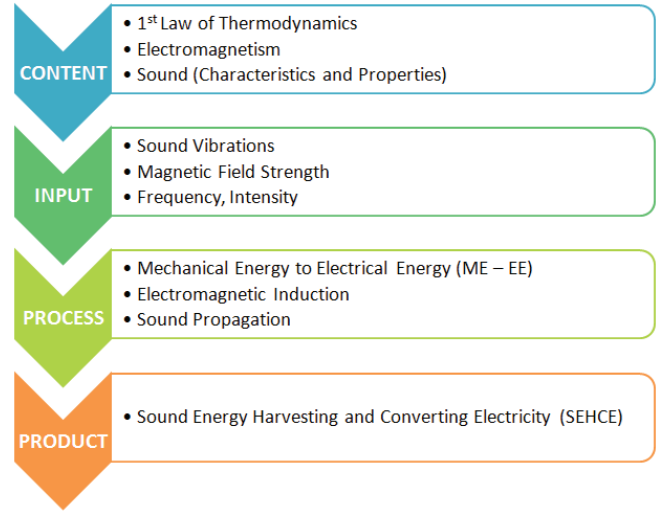 CONTENT
• 1st Law of Thermodynamics
• Electromagnetism
• Sound (Characteristics and Properties)
INPUT
• Sound Vibrations
• Magnetic Field Strength
• Frequency, Intensity
PROCESS
• Mechanical Energy to Electrical Energy (ME – EE)
• Electromagnetic Induction
• Sound Propagation
PRODUCT
• Sound Energy Harvesting and Converting Electricity (SEHCE)